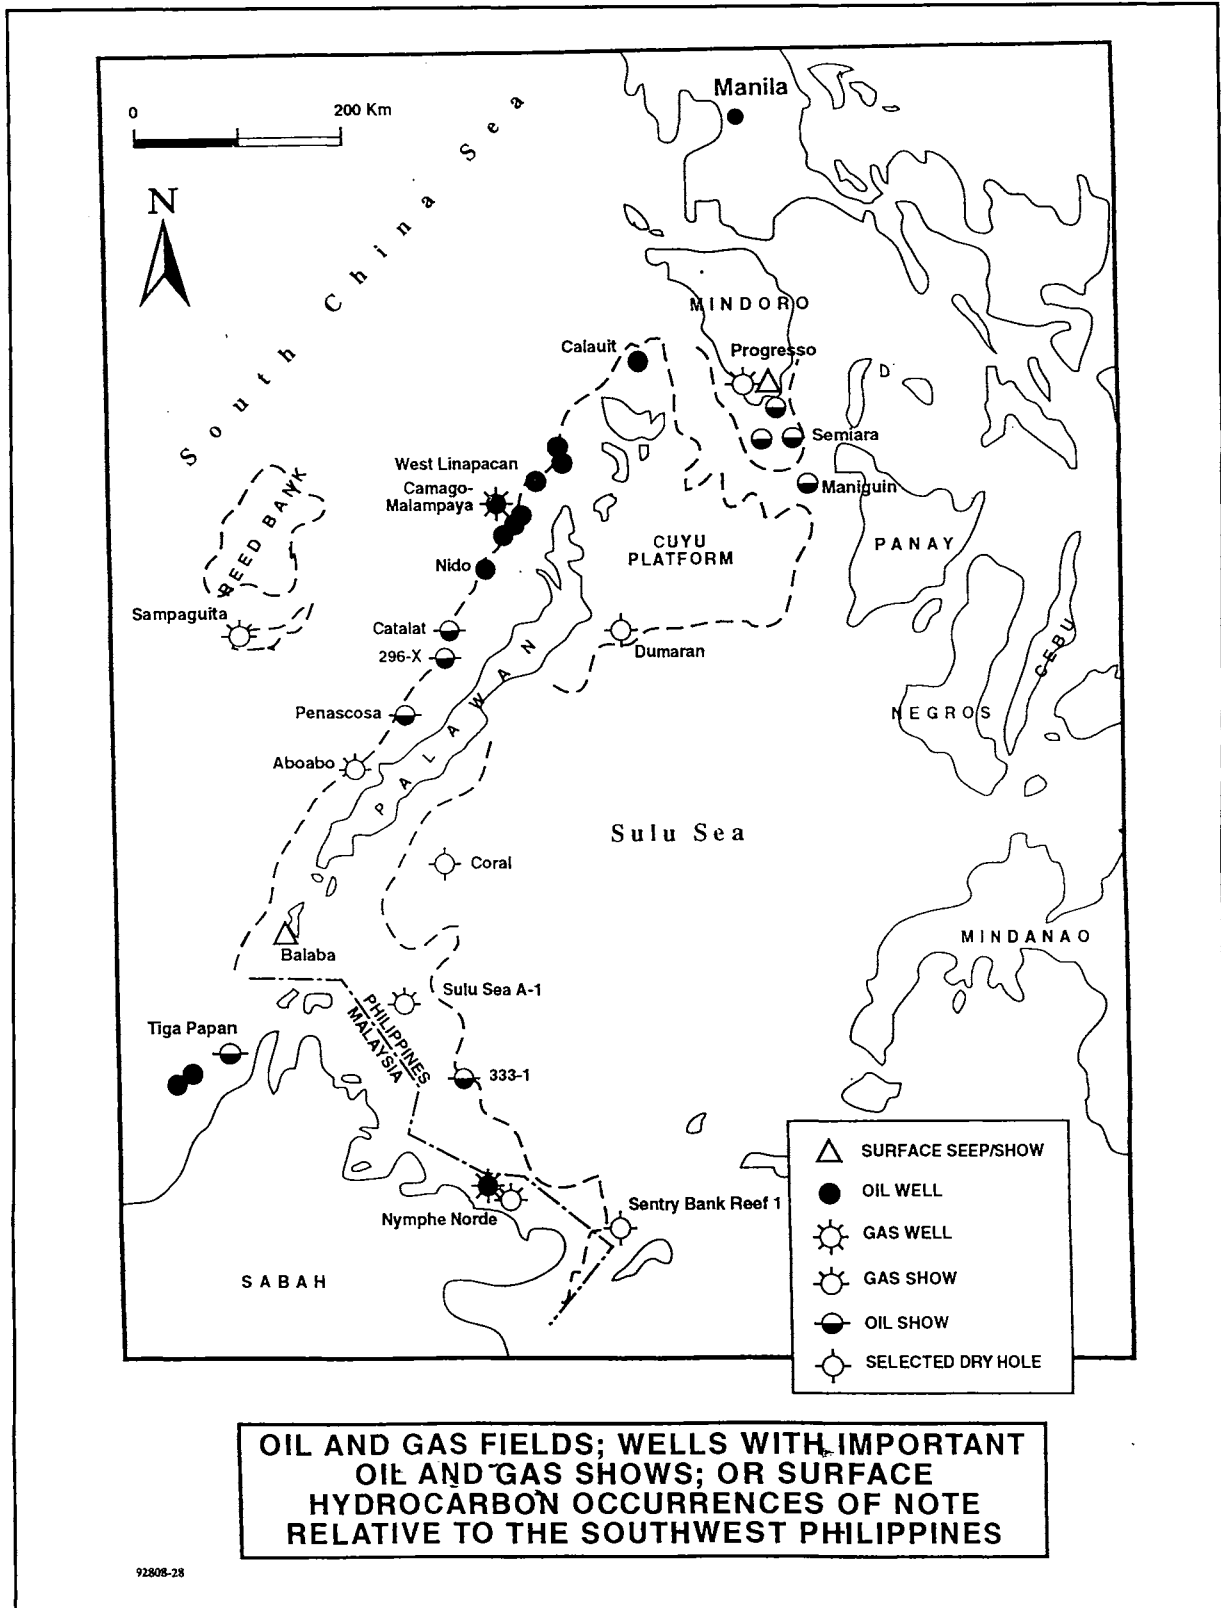 Manila
0 200 Km
South China Sea
N
MINDORO
Calauit
Progresso
D
West Linapacan
Semiara
Camago-
Malampaya
Maniguin
REED BANK
CUYU
PLATFORM
PANAY
Nido
Sampaguita
Catalat
296-X
Dumaran
CEBU
PALAWAN
Penascosa
NEGROS
Aboabo
Sulu Sea
Coral
MINDANAO
Balaba
Sulu Sea A-1
PHILIPPINES
MALAYSIA
Tiga Papan
333-1
Nymphe Norde
Sentry Bank Reef 1
SABAH
SURFACE SEEP/SHOW
OIL WELL
GAS WELL
GAS SHOW
OIL SHOW
SELECTED DRY HOLE
OIL AND GAS FIELDS; WELLS WITH IMPORTANT
OIL AND GAS SHOWS; OR SURFACE
HYDROCARBON OCCURRENCES OF NOTE
RELATIVE TO THE SOUTHWEST PHILIPPINES
92808-28